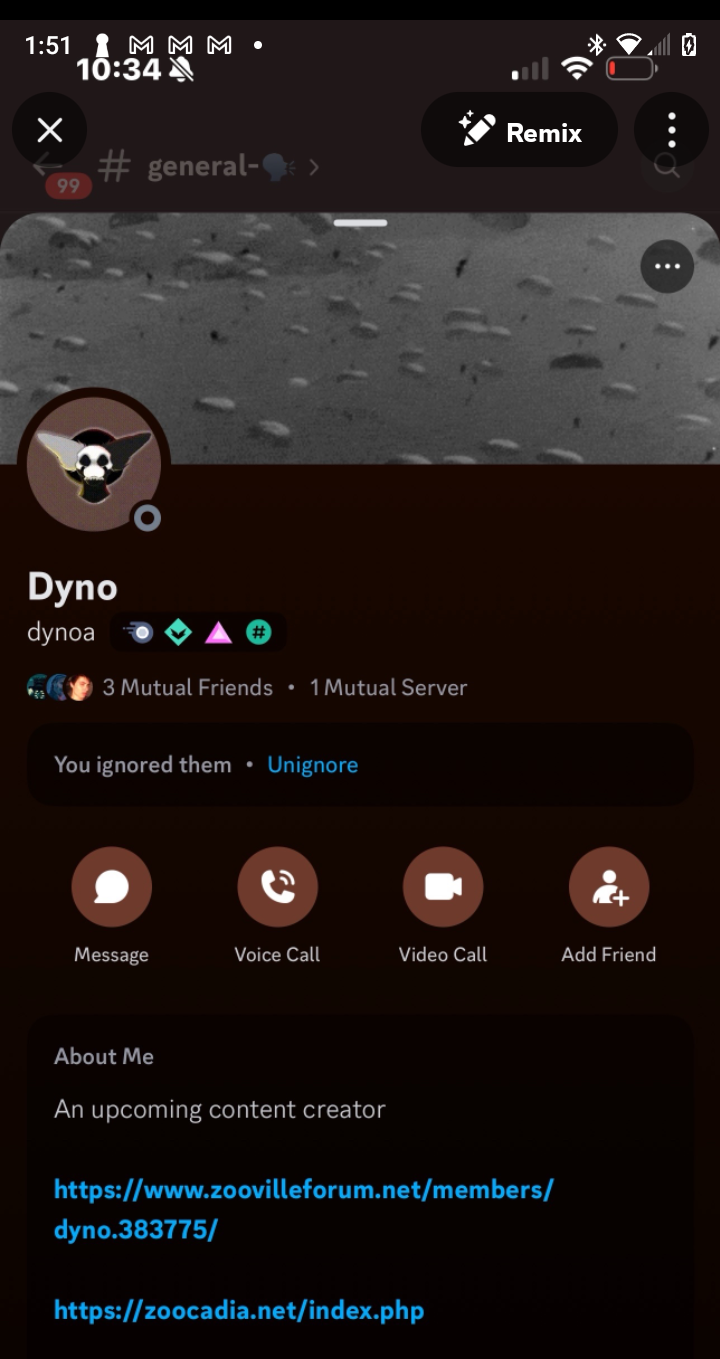 1:51
10:34
Remix
general-
99
Dyno
dynoa
3 Mutual Friends • 1 Mutual Server
You ignored them • Unignore
Message
Voice Call
Video Call
Add Friend
About Me
An upcoming content creator
https://www.zoovilleforum.net/members/
dyno.383775/
https://zoocadia.net/index.php